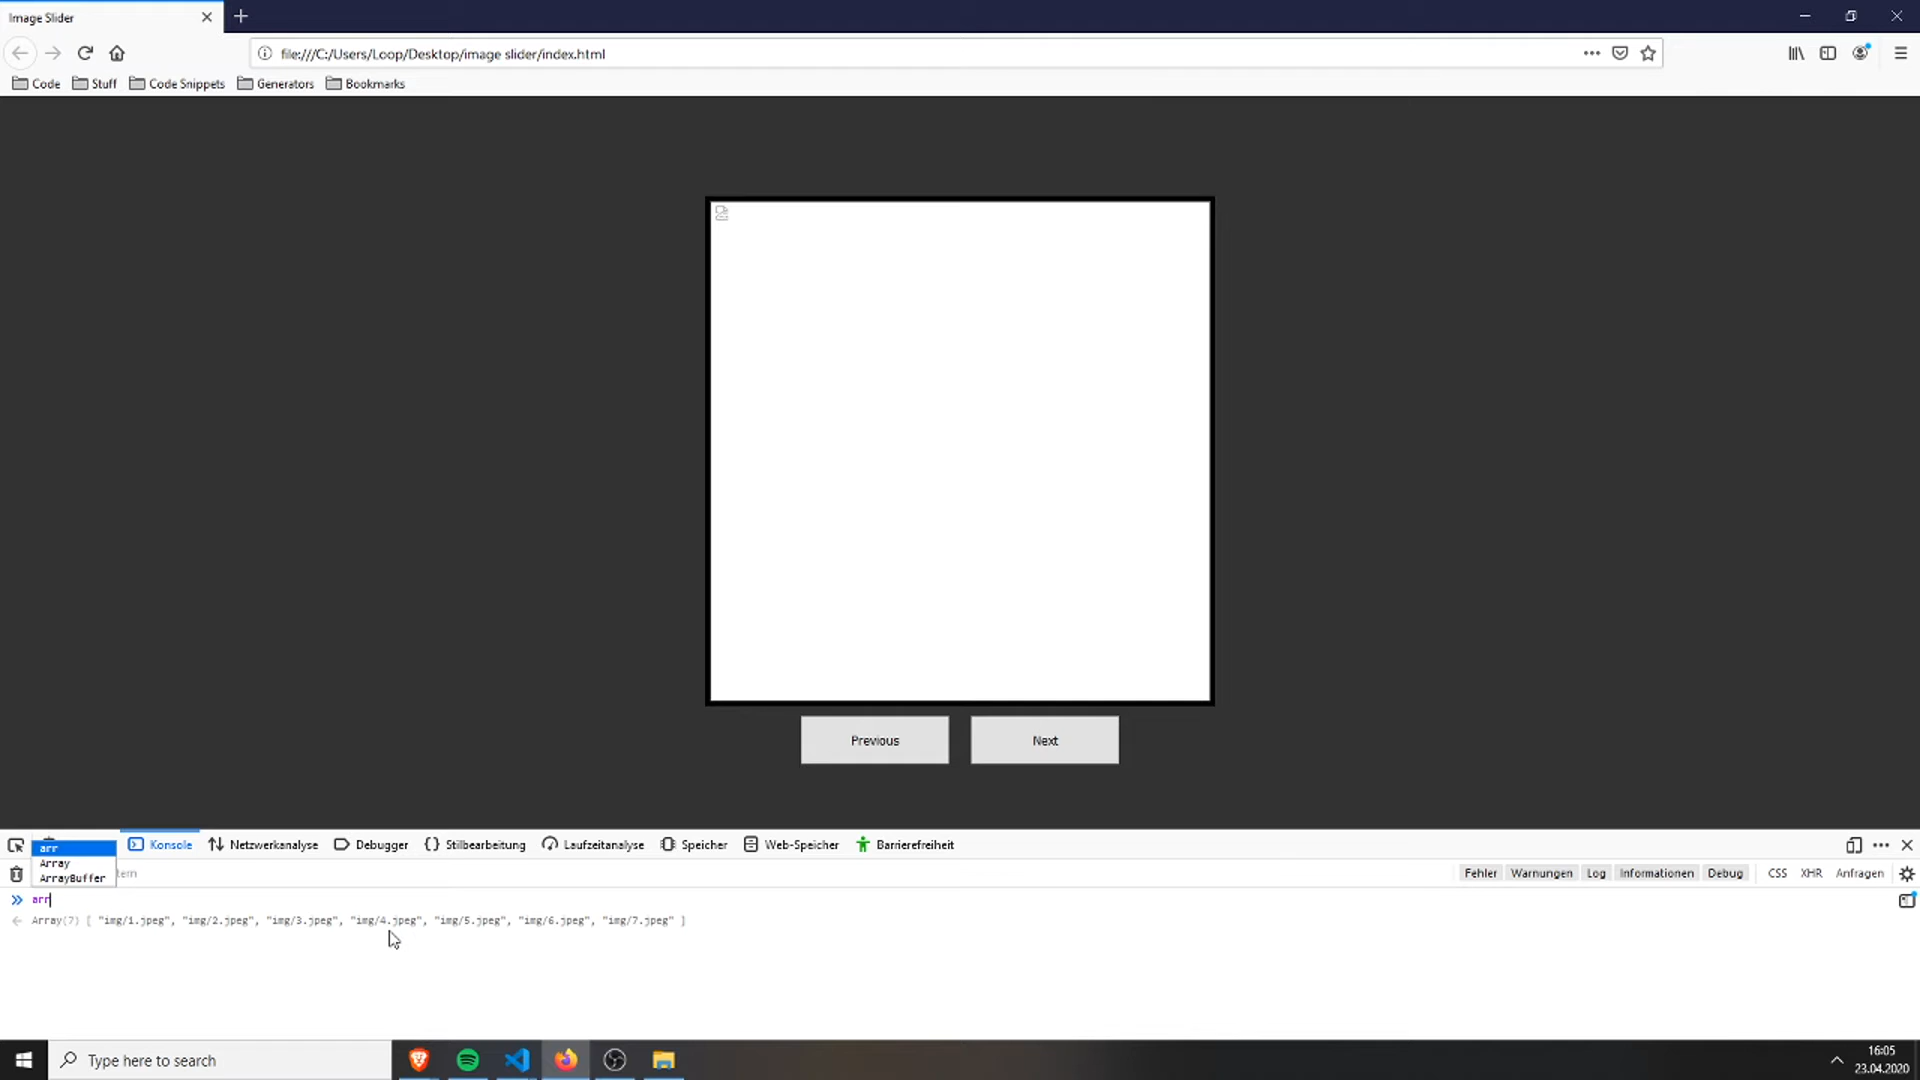 Image Slider
file:///C:/Users/Loop/Desktop/image slider/index.html
Code Stuff Code Snippets Generators Bookmarks
Previous Next
Konsole Netzwerkanalyse Debugger Stilbearbeitung Laufzeitanalyse Speicher Web-Speicher Barrierefreiheit
arr
Array
ArrayBuffer
tern
Fehler Warnungen Log Informationen Debug CSS XHR Anfragen
arr
Array(7) [ "img/1.jpeg", "img/2.jpeg", "img/3.jpeg", "img/4.jpeg", "img/5.jpeg", "img/6.jpeg", "img/7.jpeg" ]
Type here to search
16:05
23.04.2020